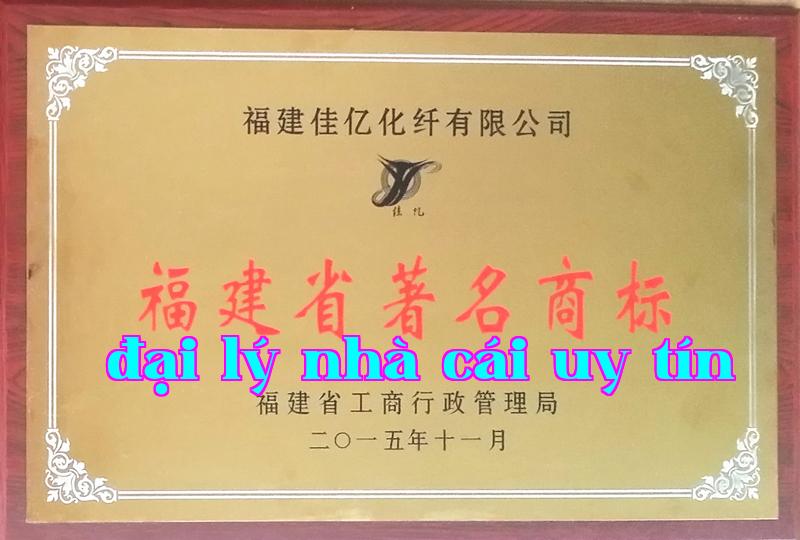 福建佳亿化纤有限公司
佳亿
福建省著名商标
đại lý nhà cái uy tín
福建省工商行政管理局
二〇一五年十一月